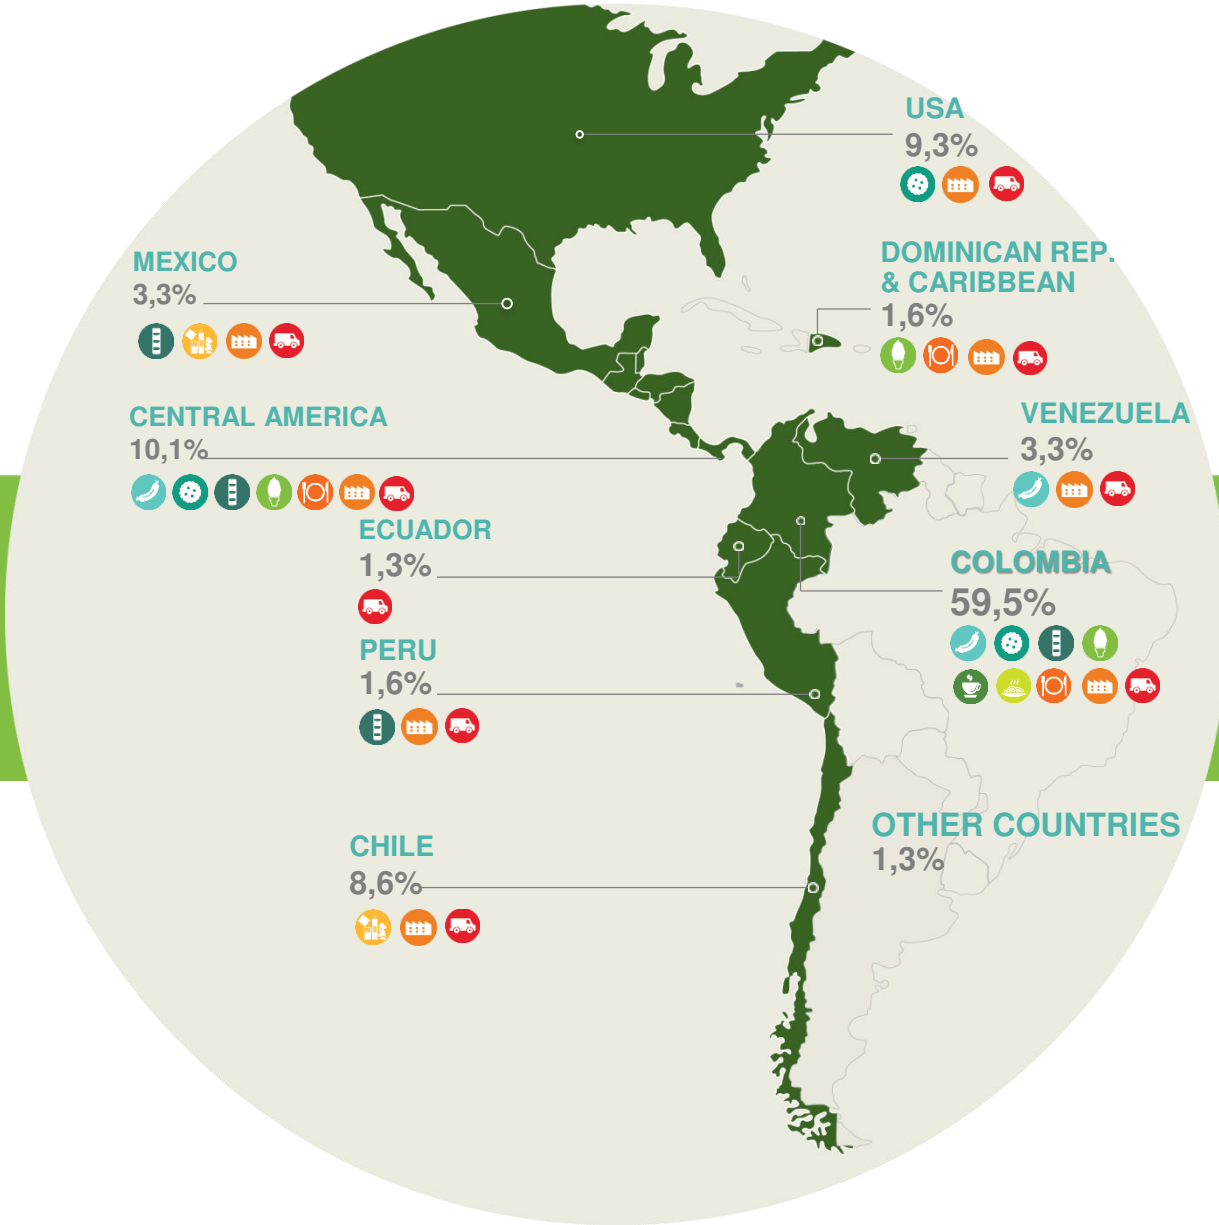 USA
9,3%
MEXICO
3,3%
DOMINICAN REP.
& CARIBBEAN
1,6%
CENTRAL AMERICA
10,1%
VENEZUELA
3,3%
ECUADOR
1,3%
COLOMBIA
59,5%
PERU
1,6%
OTHER COUNTRIES
1,3%
CHILE
8,6%